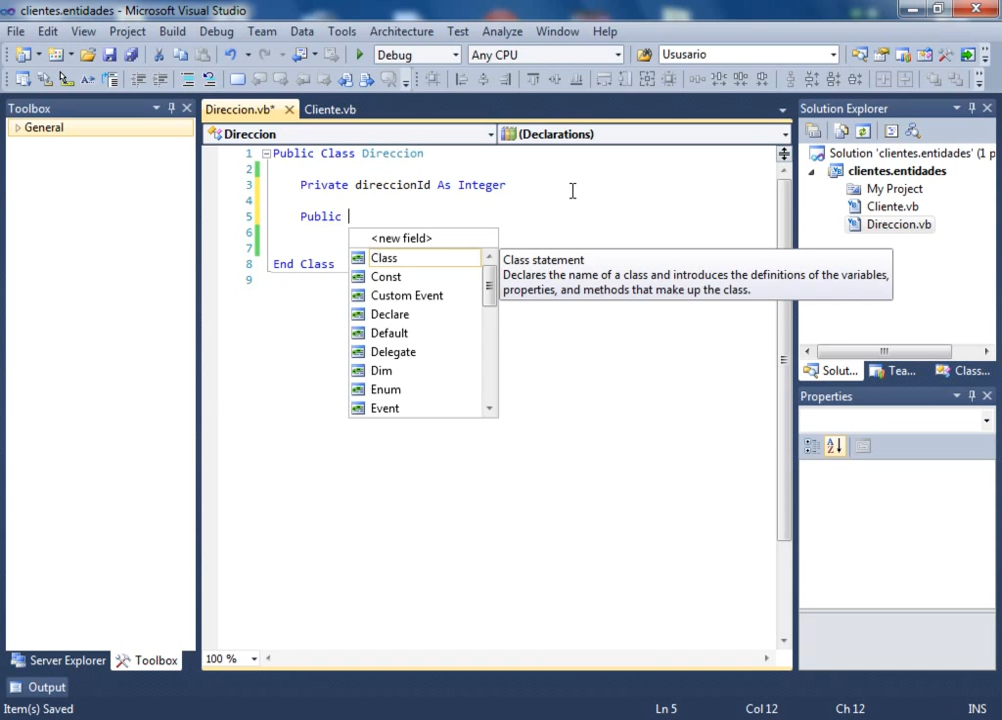 clientes.entidades - Microsoft Visual Studio
File Edit View Project Build Debug Team Data Tools Architecture Test Analyze Window Help
Debug Any CPU Ususario
Toolbox
General
Direccion.vb* Cliente.vb
Direccion (Declarations)
1 Public Class Direccion
2
3 Private direccionId As Integer
4
5 Public
6
7
8 End Class
9
<new field>
Class
Const
Custom Event
Declare
Default
Delegate
Dim
Enum
Event
Class statement
Declares the name of a class and introduces the definitions of the variables,
properties, and methods that make up the class.
Solution Explorer
Solution 'clientes.entidades' (1 p
clientes.entidades
My Project
Cliente.vb
Direccion.vb
Solut... Tea... Class...
Properties
100 %
Server Explorer Toolbox
Output
Item(s) Saved Ln 5 Col 12 Ch 12 INS